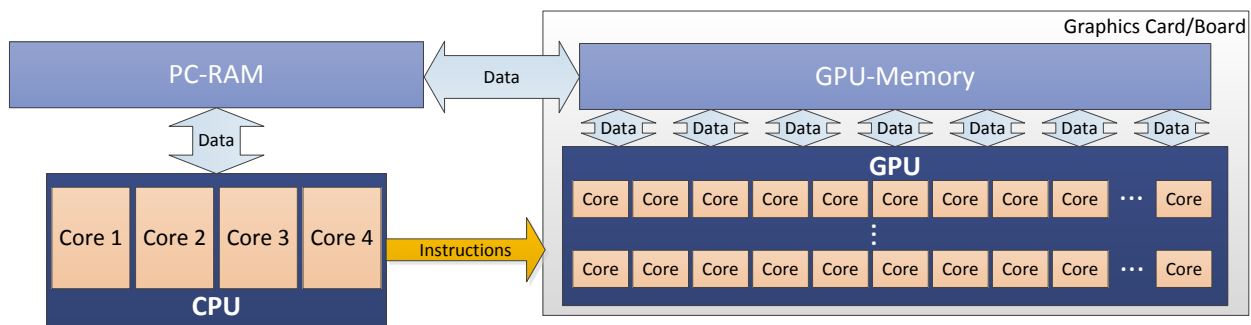 Graphics Card/Board
PC-RAM
Data
GPU-Memory
Data
Data Data Data Data Data Data Data
GPU
Core 1 Core 2 Core 3 Core 4
CPU
Instructions
Core Core Core Core Core Core Core Core Core ... Core
⋮
Core Core Core Core Core Core Core Core Core ... Core